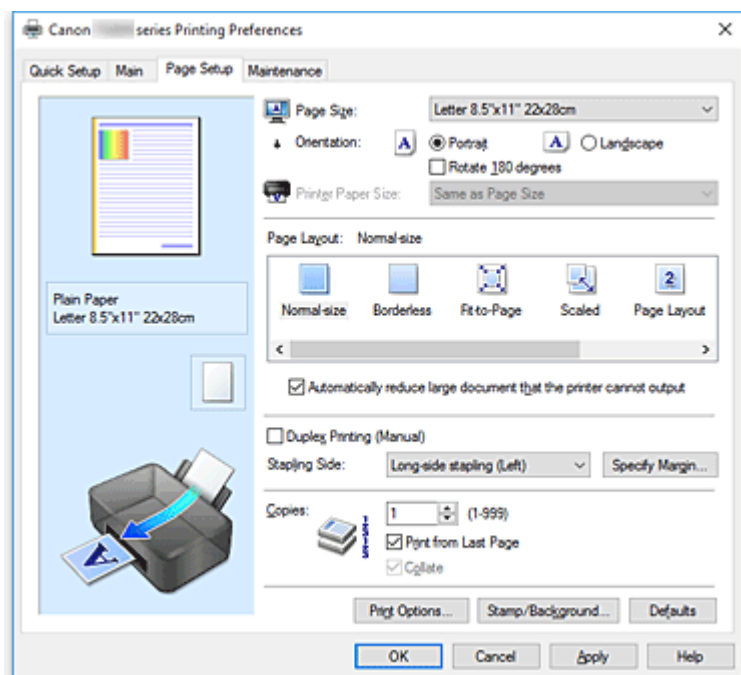 Canon series Printing Preferences
Quick Setup Main Page Setup Maintenance
Page Size: Letter 8.5"x11" 22x28cm
Orientation: A Portrait A Landscape
Rotate 180 degrees
Printer Paper Size: Same as Page Size
Page Layout: Normal-size
2
Normal-size Borderless Fit-to-Page Scaled Page Layout
Plain Paper
Letter 8.5"x11" 22x28cm
Automatically reduce large document that the printer cannot output
Duplex Printing (Manual)
Stapling Side: Long-side stapling (Left) Specify Margin...
Copies: 1 (1-999)
Print from Last Page
Collate
A
Print Options... Stamp/Background... Defaults
OK Cancel Apply Help